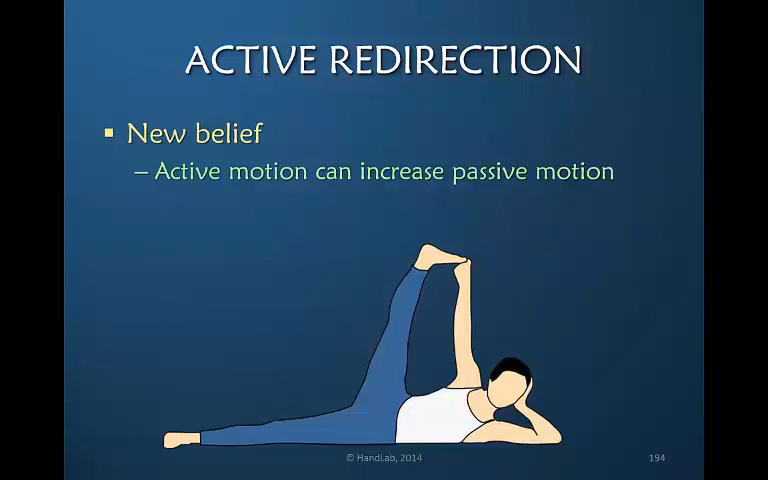 ACTIVE REDIRECTION
▪ New belief
– Active motion can increase passive motion
© HandLab, 2014
194